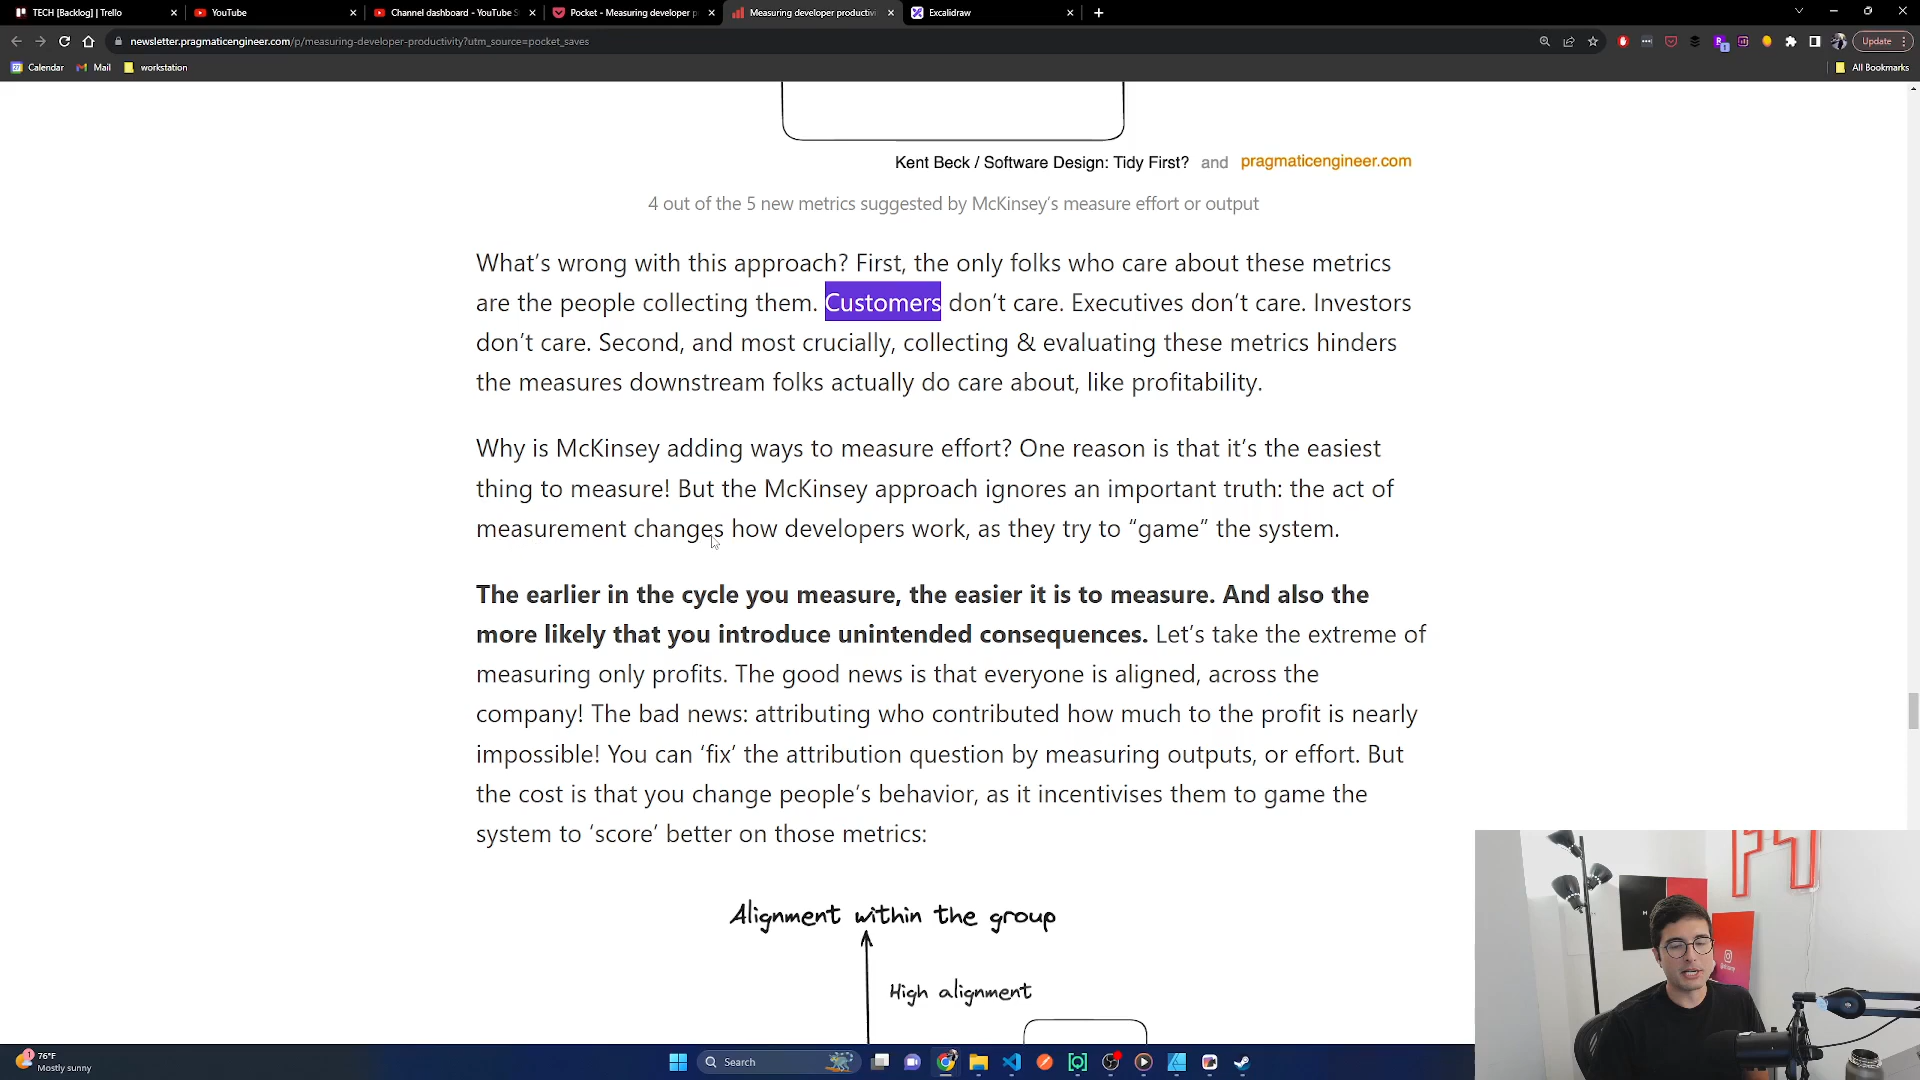 TECH [Backlog] | Trello
YouTube
Channel dashboard - YouTube S
Pocket - Measuring developer p
Measuring developer productivi
Excalidraw
newsletter.pragmaticengineer.com/p/measuring-developer-productivity?utm_source=pocket_saves
Update
Calendar
Mail
workstation
All Bookmarks
Kent Beck / Software Design: Tidy First? and pragmaticengineer.com
4 out of the 5 new metrics suggested by McKinsey's measure effort or output
What's wrong with this approach? First, the only folks who care about these metrics
are the people collecting them. Customers don't care. Executives don't care. Investors
don't care. Second, and most crucially, collecting & evaluating these metrics hinders
the measures downstream folks actually do care about, like profitability.
Why is McKinsey adding ways to measure effort? One reason is that it's the easiest
thing to measure! But the McKinsey approach ignores an important truth: the act of
measurement changes how developers work, as they try to “game” the system.
The earlier in the cycle you measure, the easier it is to measure. And also the
more likely that you introduce unintended consequences. Let's take the extreme of
measuring only profits. The good news is that everyone is aligned, across the
company! The bad news: attributing who contributed how much to the profit is nearly
impossible! You can ‘fix’ the attribution question by measuring outputs, or effort. But
the cost is that you change people's behavior, as it incentivises them to game the
system to ‘score’ better on those metrics:
Alignment within the group
High alignment
76°F
Mostly sunny
Search